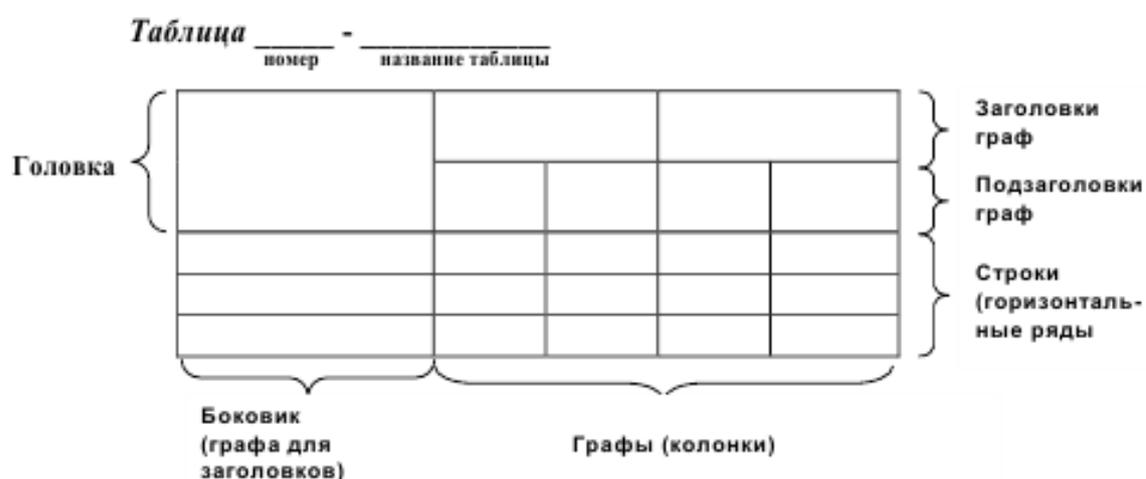 Таблица _____ - ____________
номер название таблицы
Заголовки
граф
Головка
Подзаголовки
граф
Строки
(горизонталь-
ные ряды
Боковик
(графа для
заголовков)
Графы (колонки)